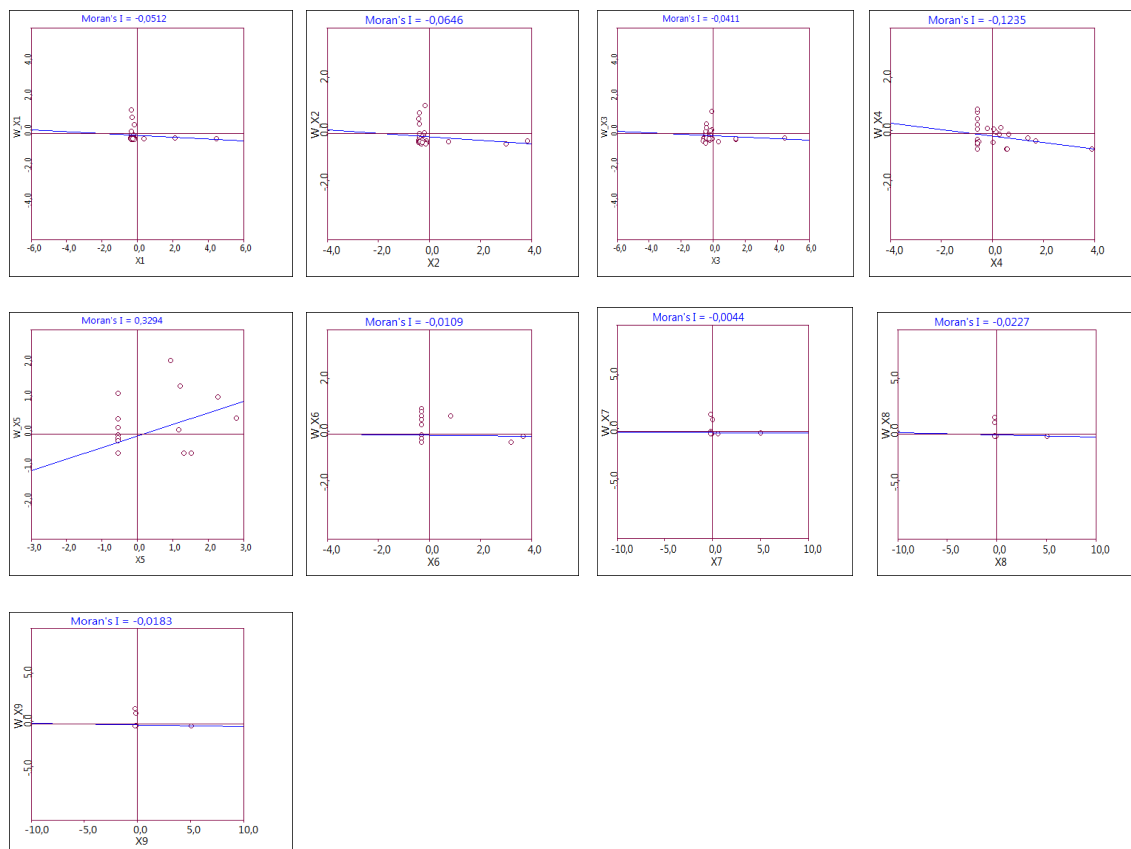 Moran's I = -0,0512
W_X1
4,0
2,0
0,0
-2,0
-4,0
-6,0 -4,0 -2,0 0,0 2,0 4,0 6,0
X1
Moran's I = -0,0646
W_X2
2,0
0,0
-2,0
-4,0 -2,0 0,0 2,0 4,0
X2
Moran's I = -0,0411
W_X3
4,0
2,0
0,0
-2,0
-4,0
-6,0 -4,0 -2,0 0,0 2,0 4,0 6,0
X3
Moran's I = -0,1235
W_X4
2,0
0,0
-2,0
-4,0 -2,0 0,0 2,0 4,0
X4
Moran's I = 0,3294
W_X5
2,0
1,0
0,0
-1,0
-2,0
-3,0 -2,0 -1,0 0,0 1,0 2,0 3,0
X5
Moran's I = -0,0109
W_X6
2,0
0,0
-2,0
-4,0 -2,0 0,0 2,0 4,0
X6
Moran's I = -0,0044
W_X7
5,0
0,0
-5,0
-10,0 -5,0 0,0 5,0 10,0
X7
Moran's I = -0,0227
W_X8
5,0
0,0
-5,0
-10,0 -5,0 0,0 5,0 10,0
X8
Moran's I = -0,0183
W_X9
5,0
0,0
-5,0
-10,0 -5,0 0,0 5,0 10,0
X9